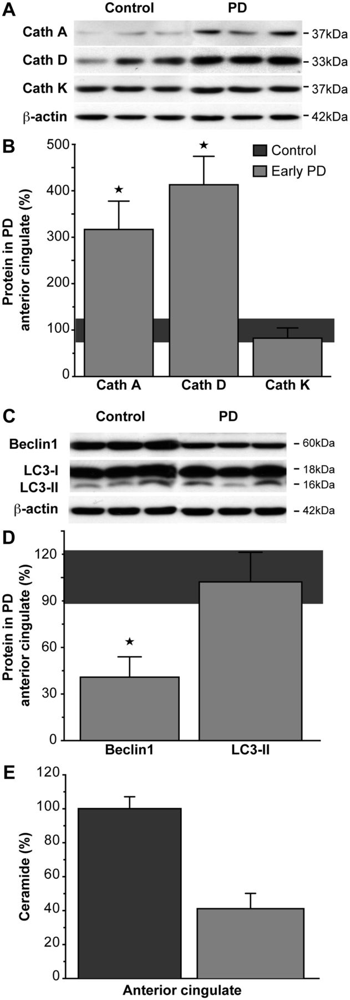 A
Control PD
Cath A 37kDa
Cath D 33kDa
Cath K 37kDa
β-actin 42kDa
B
Protein in PD
anterior cingulate (%)
500
400
300
200
100
0
★ ★
Control
Early PD
Cath A Cath D Cath K
C
Control PD
Beclin1 60kDa
LC3-I 18kDa
LC3-II 16kDa
β-actin 42kDa
D
Protein in PD
anterior cingulate (%)
120
90
60
30
0
★
Beclin1 LC3-II
E
Ceramide (%)
120
100
80
60
40
20
0
Anterior cingulate